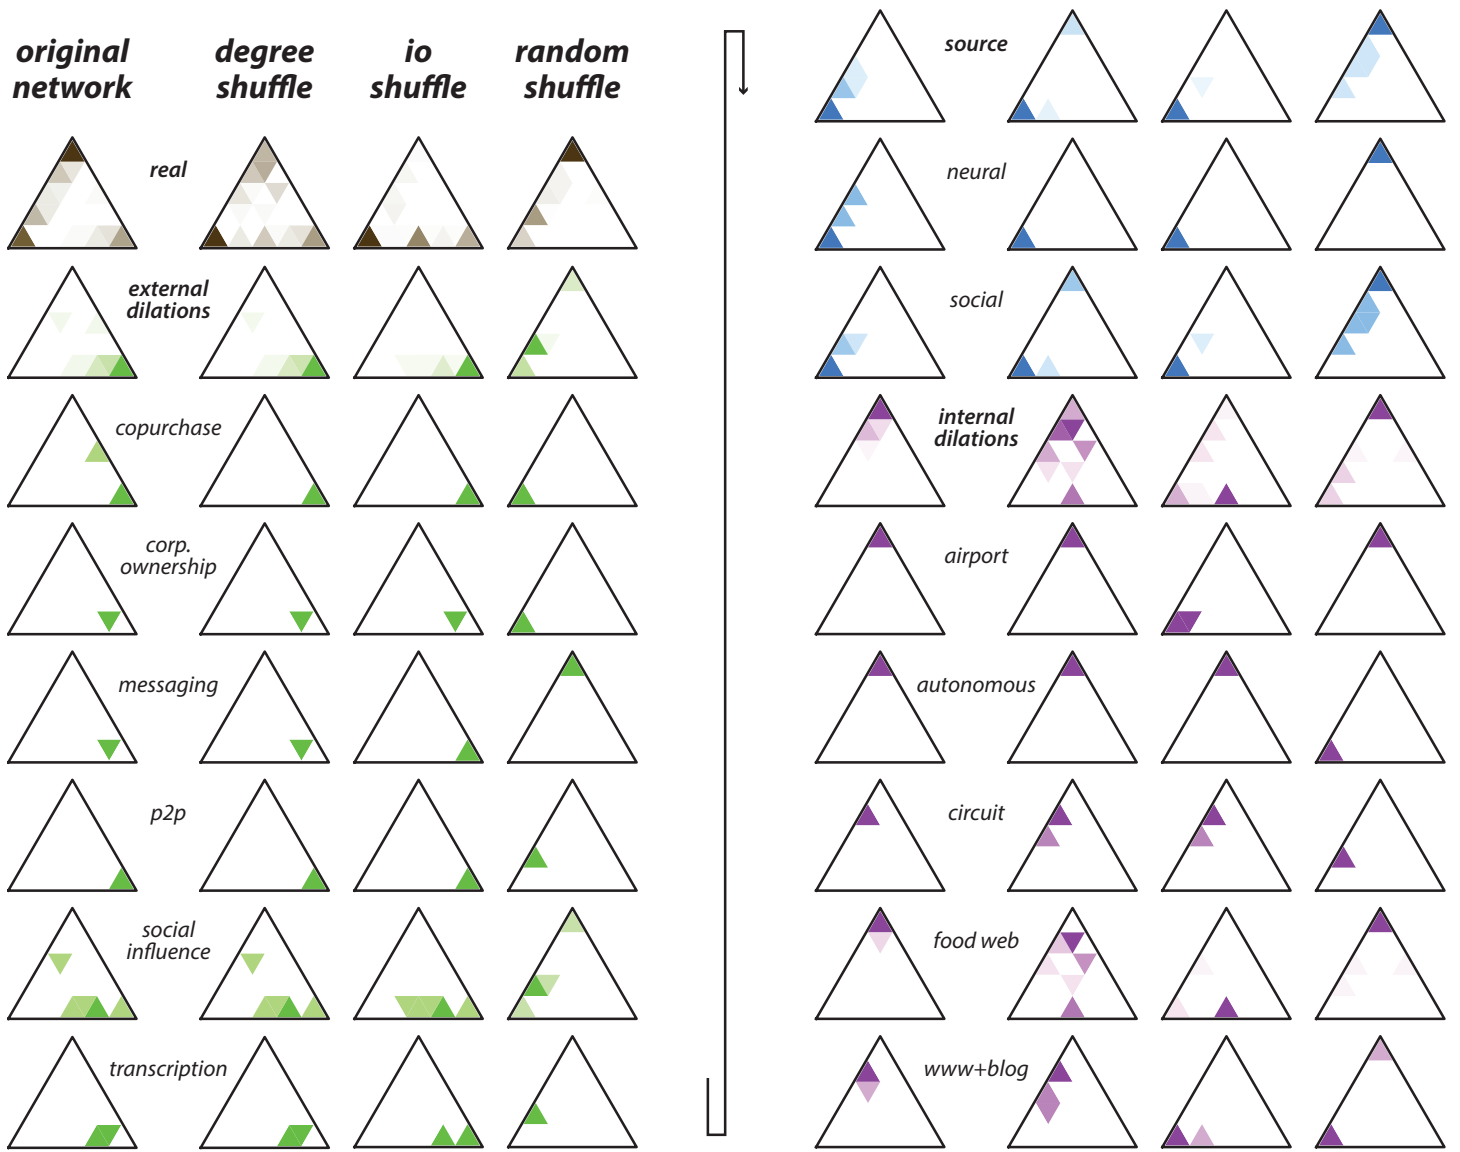 original
network
degree
shuffle
io
shuffle
random
shuffle
real
external
dilations
copurchase
corp.
ownership
messaging
p2p
social
influence
transcription
source
neural
social
internal
dilations
airport
autonomous
circuit
food web
www+blog